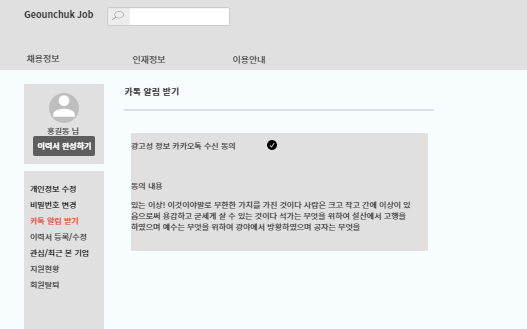 Geounchuk Job
채용정보 인재정보 이용안내
홍길동 님
이력서 완성하기
개인정보 수정
비밀번호 변경
카톡 알림 받기
이력서 등록/수정
관심/최근 본 기업
지원현황
회원탈퇴
카톡 알림 받기
광고성 정보 카카오톡 수신 동의
동의 내용
있는 이상! 이것이야말로 무한한 가치를 가진 것이다 사람은 크고 작고 간에 이상이 있
음으로써 용감하고 굳세게 살 수 있는 것이다 석가는 무엇을 위하여 설산에서 고행을
하였으며 예수는 무엇을 위하여 광야에서 방황하였으며 공자는 무엇을